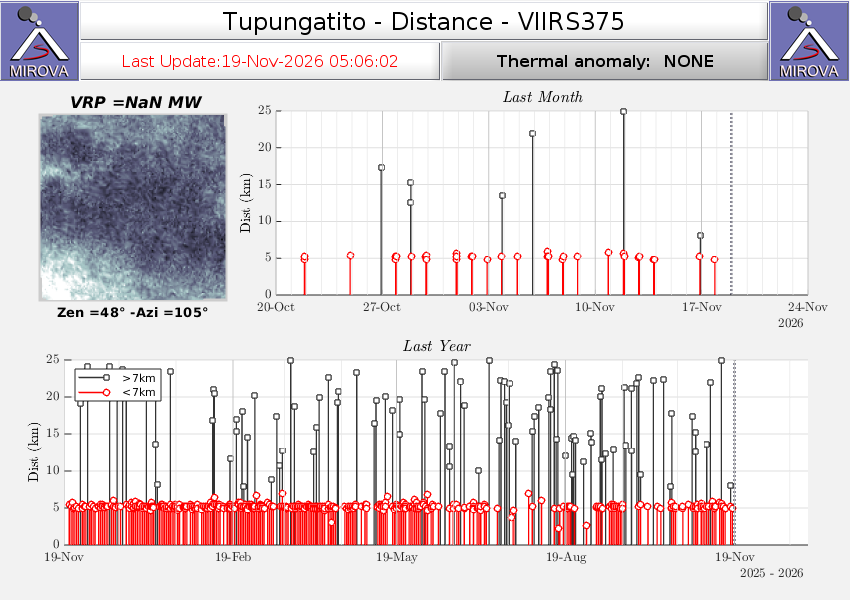 Tupungatito - Distance - VIIRS375
MIROVA
Last Update:19-Nov-2026 05:06:02
Thermal anomaly: NONE
MIROVA
VRP =NaN MW
Zen =48° -Azi =105°
Last Month
Dist (km)
25
20
15
10
5
0
20-Oct 27-Oct 03-Nov 10-Nov 17-Nov 24-Nov
2026
Last Year
Dist (km)
25
20
15
10
5
0
>7km
<7km
19-Nov 19-Feb 19-May 19-Aug 19-Nov
2025 - 2026